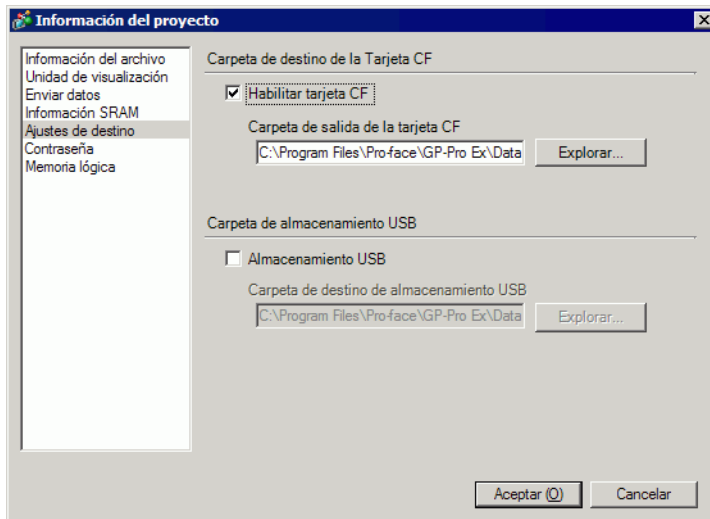 Información del proyecto
Información del archivo
Unidad de visualización
Enviar datos
Información SRAM
Ajustes de destino
Contraseña
Memoria lógica
Carpeta de destino de la Tarjeta CF
Habilitar tarjeta CF
Carpeta de salida de la tarjeta CF
C:\Program Files\Pro-face\GP-Pro Ex\Data
Explorar...
Carpeta de almacenamiento USB
Almacenamiento USB
Carpeta de destino de almacenamiento USB
C:\Program Files\Pro-face\GP-Pro Ex\Data
Explorar...
Aceptar (O)
Cancelar